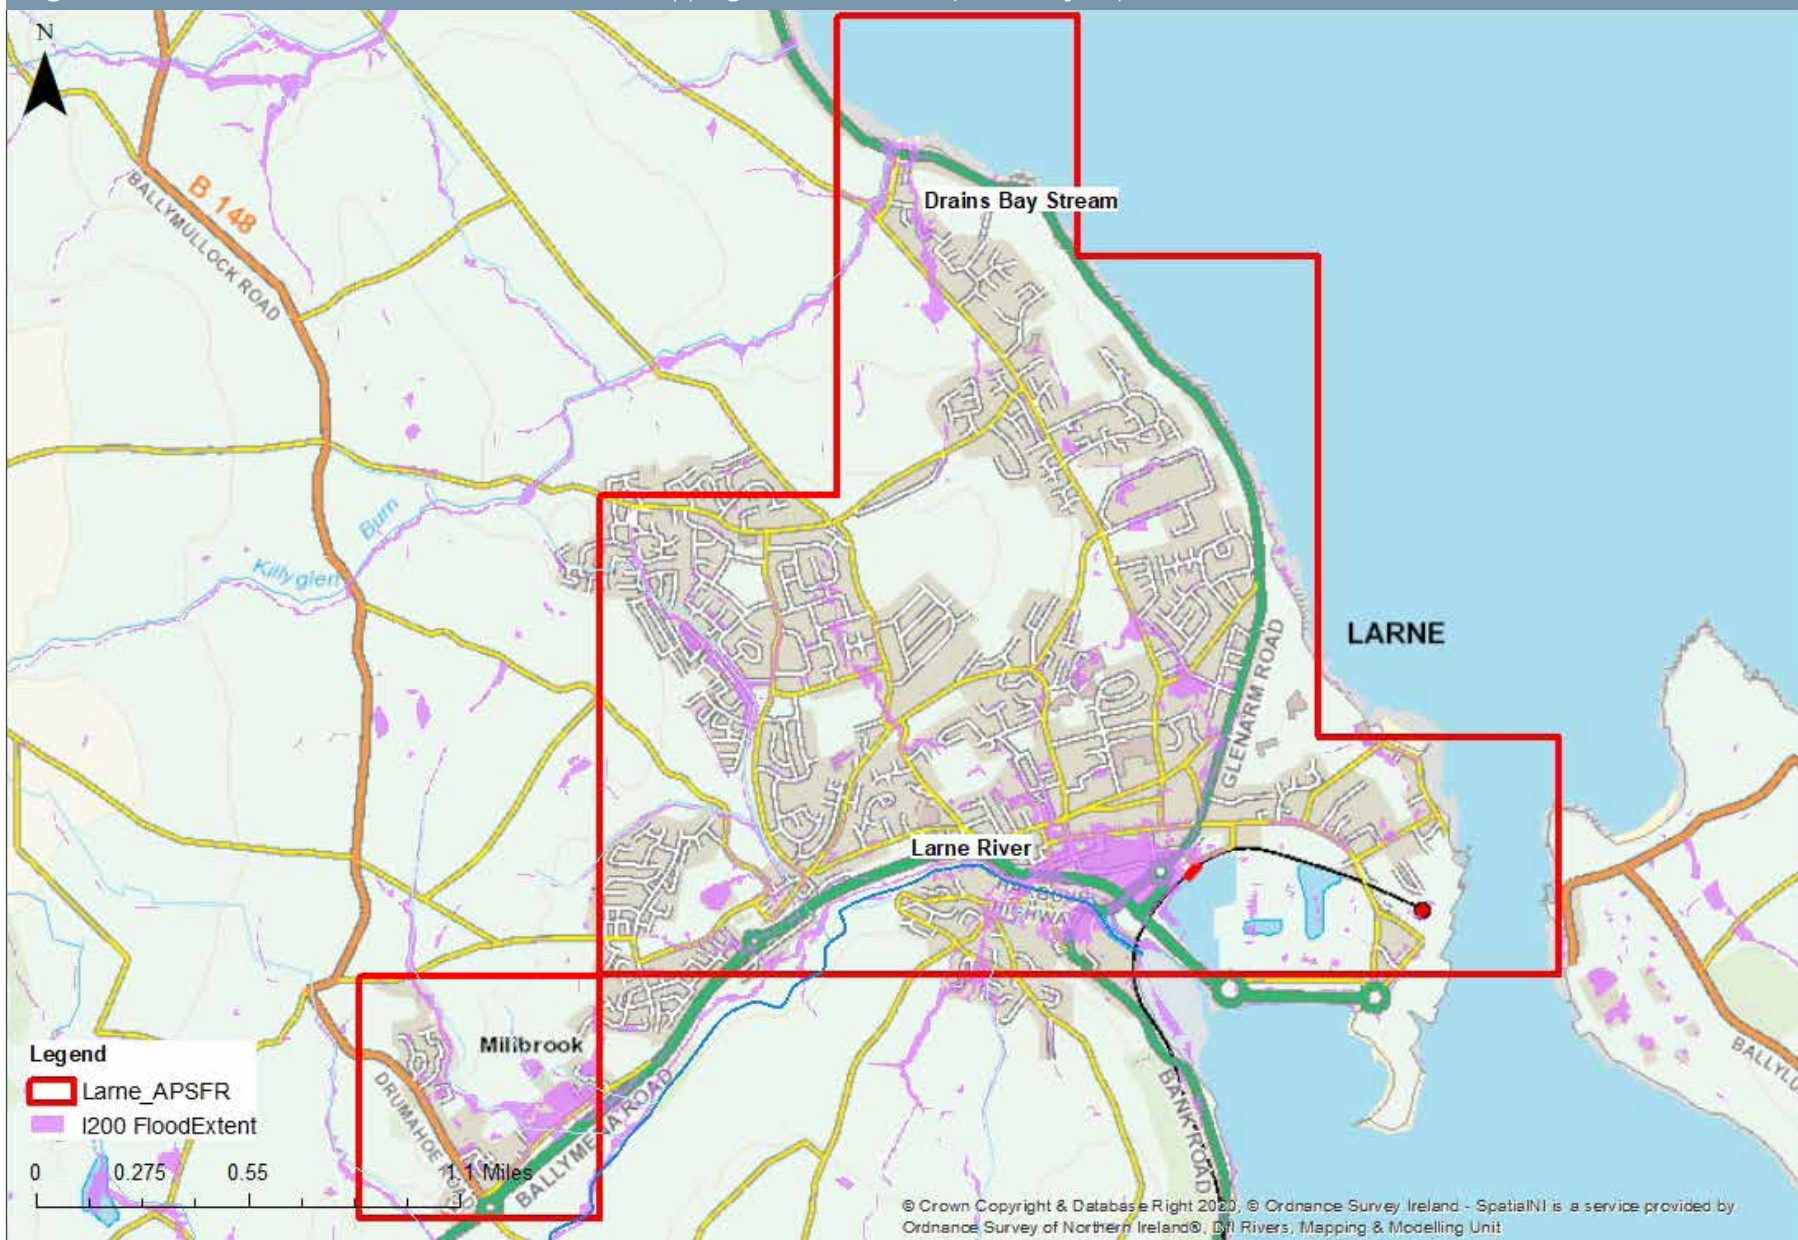 N
B 148
BALLYMULLOCK ROAD
Drains Bay Stream
Burn
Killyglen
LARNE
GLENARM ROAD
Larne River
HIGHWAY
Millbrook
DRUMAHOE ROAD
BALLYMENA ROAD
BANK ROAD
Legend
Larne_APSFR
I200 FloodExtent
0 0.275 0.55 1.1 Miles
© Crown Copyright & Database Right 2020, © Ordnance Survey Ireland - SpatialNI is a service provided by
Ordnance Survey of Northern Ireland®, DfI Rivers, Mapping & Modelling Unit